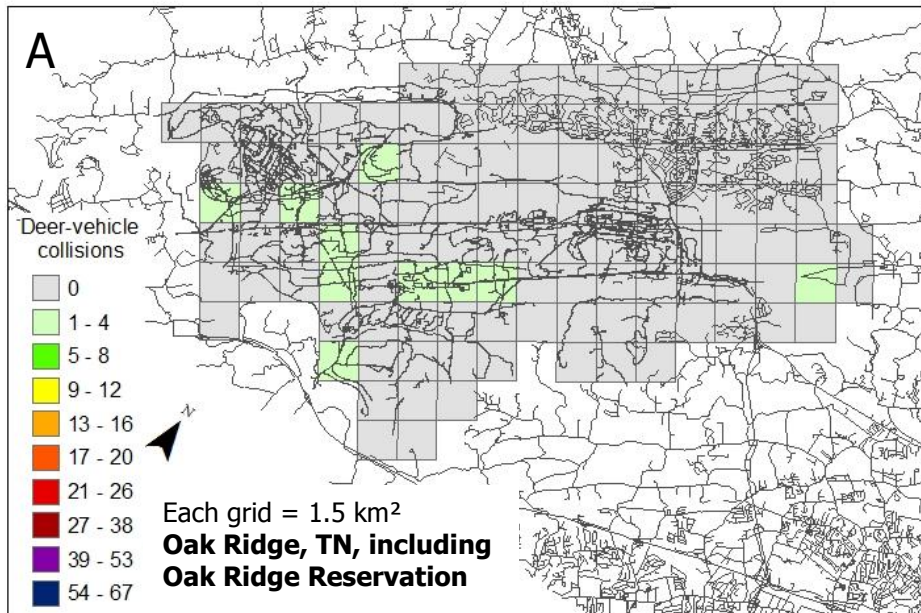 A
Deer-vehicle
collisions
0
1 - 4
5 - 8
9 - 12
13 - 16
17 - 20
21 - 26
27 - 38
39 - 53
54 - 67
N
Each grid = 1.5 km²
Oak Ridge, TN, including
Oak Ridge Reservation